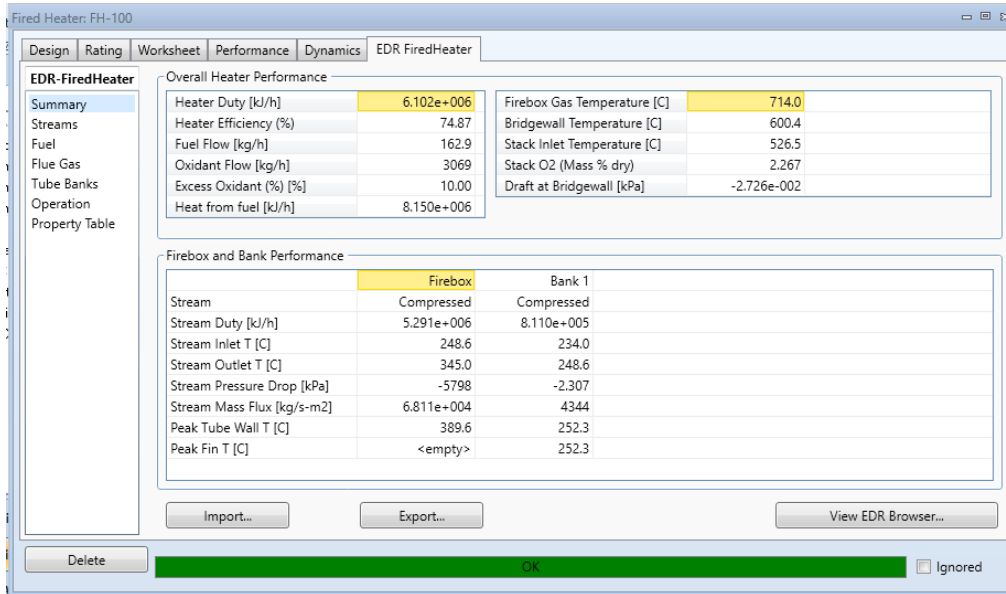 Fired Heater: FH-100
Design Rating Worksheet Performance Dynamics EDR FiredHeater
EDR-FiredHeater
Summary
Streams
Fuel
Flue Gas
Tube Banks
Operation
Property Table
Overall Heater Performance
Heater Duty [kJ/h] 6.102e+006
Heater Efficiency (%) 74.87
Fuel Flow [kg/h] 162.9
Oxidant Flow [kg/h] 3069
Excess Oxidant (%) [%] 10.00
Heat from fuel [kJ/h] 8.150e+006
Firebox Gas Temperature [C] 714.0
Bridgewall Temperature [C] 600.4
Stack Inlet Temperature [C] 526.5
Stack O2 (Mass % dry) 2.267
Draft at Bridgewall [kPa] -2.726e-002
Firebox and Bank Performance
Firebox Bank 1
Stream Compressed Compressed
Stream Duty [kJ/h] 5.291e+006 8.110e+005
Stream Inlet T [C] 248.6 234.0
Stream Outlet T [C] 345.0 248.6
Stream Pressure Drop [kPa] -5798 -2.307
Stream Mass Flux [kg/s-m2] 6.811e+004 4344
Peak Tube Wall T [C] 389.6 252.3
Peak Fin T [C] <empty> 252.3
Import... Export... View EDR Browser...
Delete OK Ignored